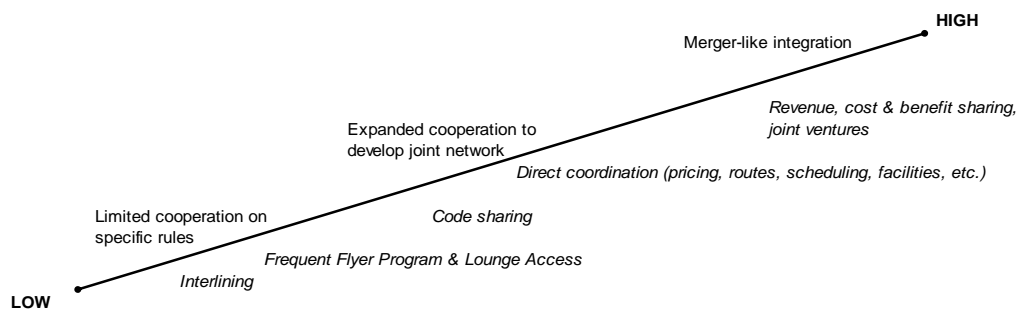 HIGH
Merger-like integration
Revenue, cost & benefit sharing,
joint ventures
Expanded cooperation to
develop joint network
Direct coordination (pricing, routes, scheduling, facilities, etc.)
Limited cooperation on
specific rules
Code sharing
Frequent Flyer Program & Lounge Access
Interlining
LOW